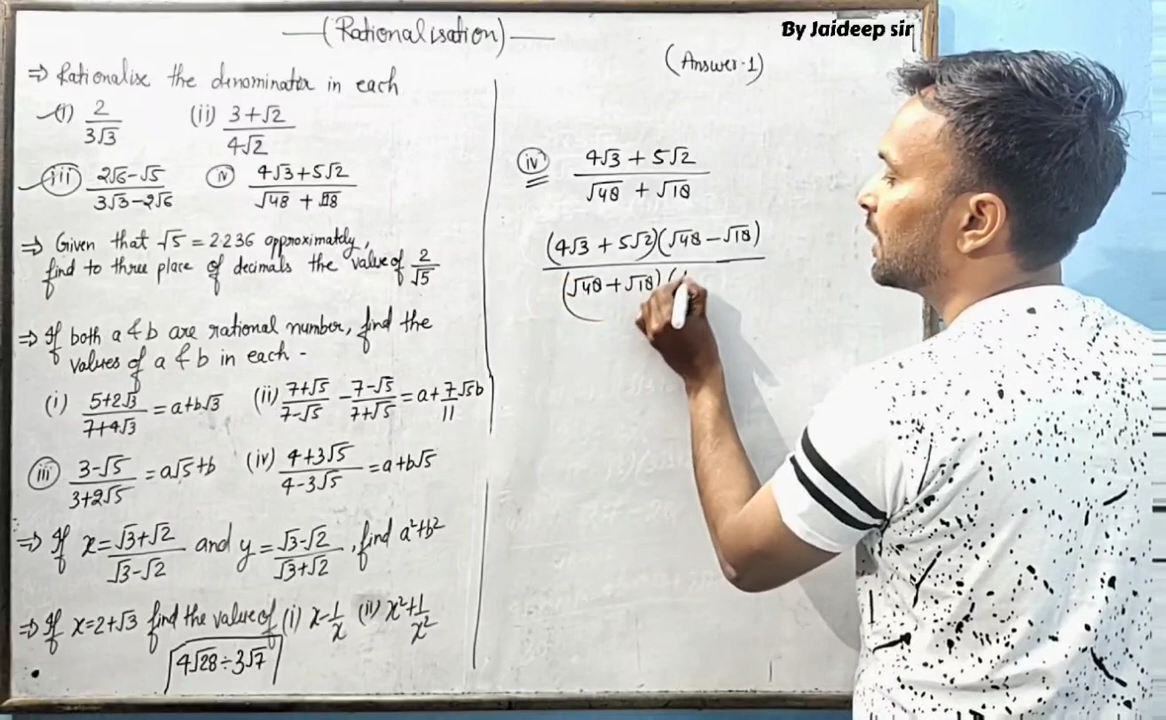 (Rationalisation)
By Jaideep sir
⇒ Rationalise the denominator in each
(i) 2/3√3 (ii) 3+√2/4√2
(iii) 2√6-√5/3√3-2√6 (iv) 4√3+5√2/√48+√18
⇒ Given that √5 = 2.236 approximately,
find to three place of decimals the value of 2/√5
⇒ If both a & b are rational number, find the
values of a & b in each -
(i) 5+2√3/7+4√3 = a+b√3 (ii) 7+√5/7-√5 - 7-√5/7+√5 = a+7/11√5b
(iii) 3-√5/3+2√5 = a√5+b (iv) 4+3√5/4-3√5 = a+b√5
⇒ If x=√3+√2/√3-√2 and y=√3-√2/√3+√2, find a²+b²
⇒ If x=2+√3 find the value of (i) x-1/x (ii) x²+1/x²
4√28÷3√7
(Answer-1)
(iv) 4√3+5√2/√48+√18
(4√3+5√2)(√48-√18)/(√48+√18)(